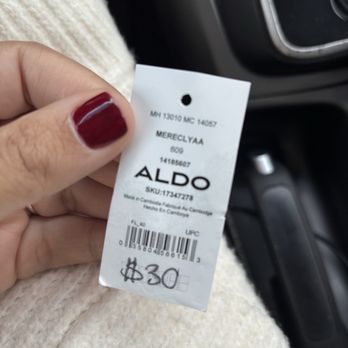 MH 13010 MC 14057
MERECLYAA
609
14185607
ALDO
SKU:17347278
Made in Cambodia Fabriqué Au Cambodge
Hecho En Camboya
FL_40
UPC
$30